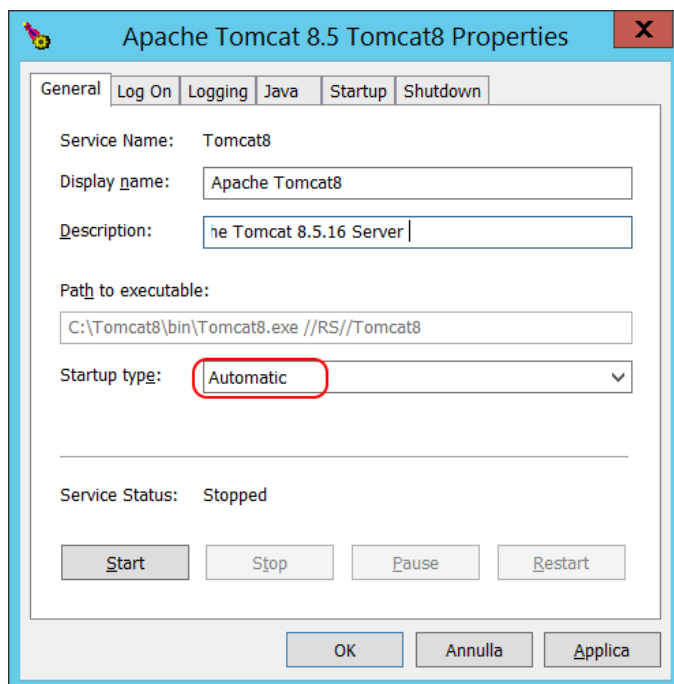 Apache Tomcat 8.5 Tomcat8 Properties X
General Log On Logging Java Startup Shutdown
Service Name: Tomcat8
Display name: Apache Tomcat8
Description: he Tomcat 8.5.16 Server
Path to executable:
C:\Tomcat8\bin\Tomcat8.exe //RS//Tomcat8
Startup type: Automatic
Service Status: Stopped
Start Stop Pause Restart
OK Annulla Applica